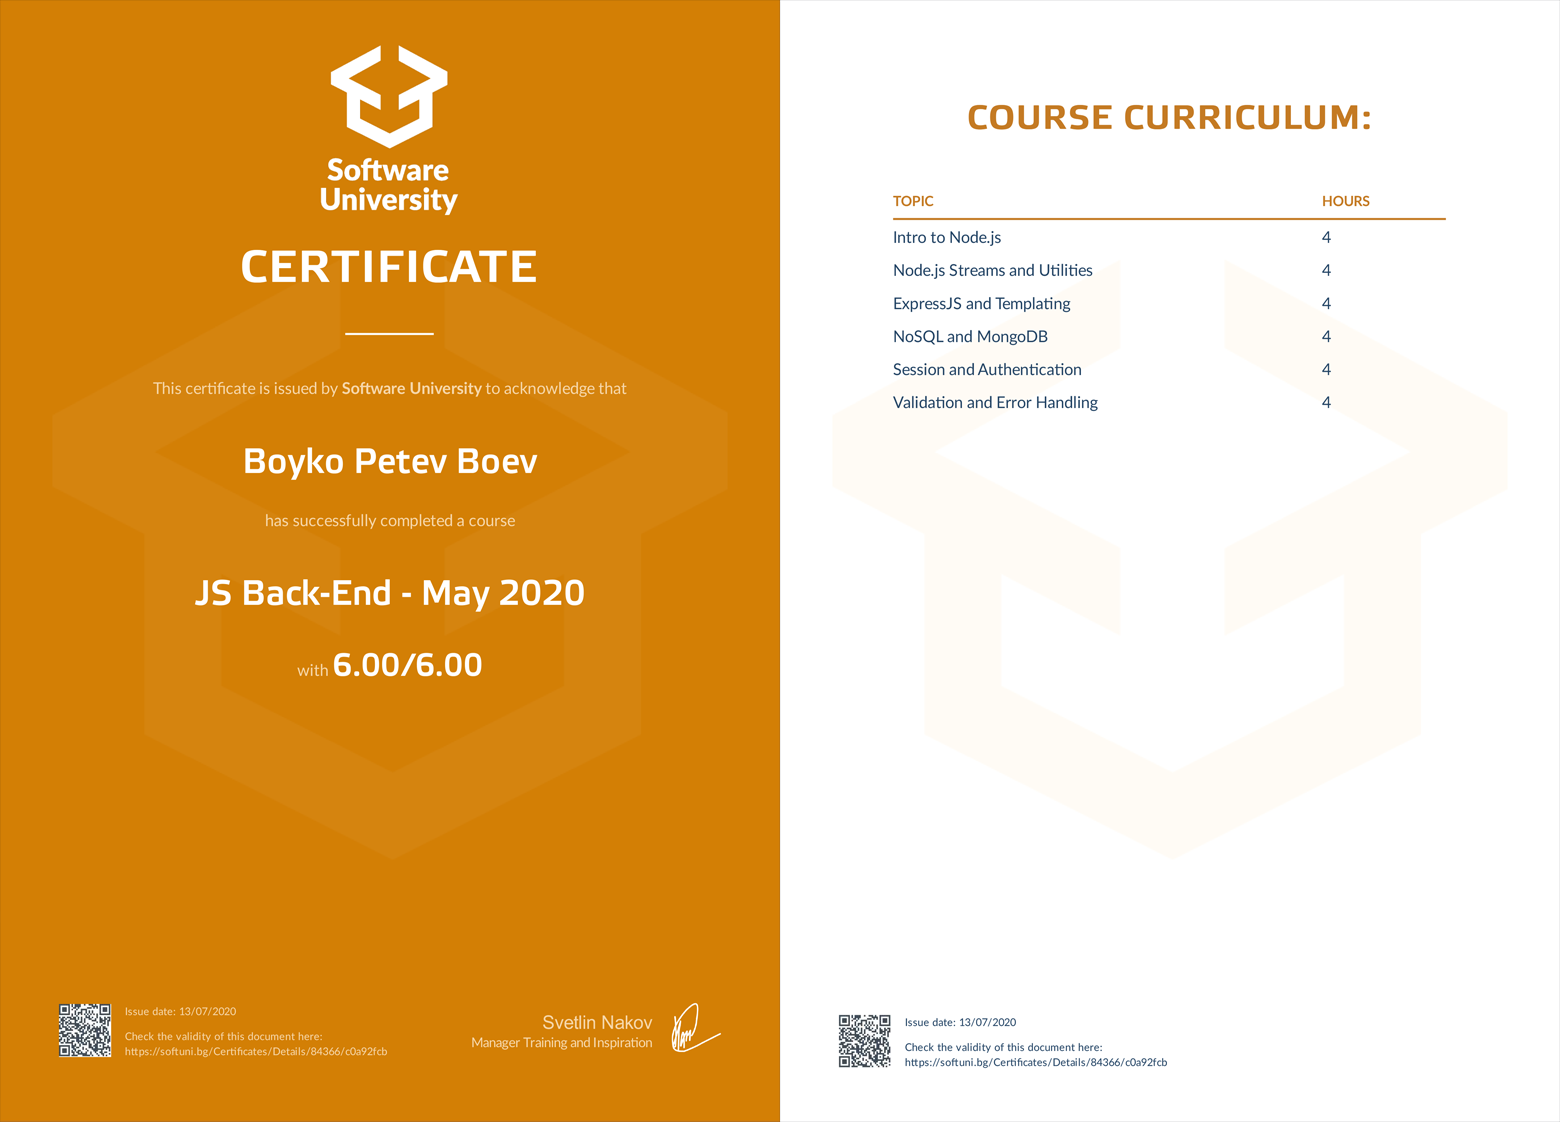 Software
University
CERTIFICATE
This certificate is issued by Software University to acknowledge that
Boyko Petev Boev
has successfully completed a course
JS Back-End - May 2020
with 6.00/6.00
Issue date: 13/07/2020
Check the validity of this document here:
https://softuni.bg/Certificates/Details/84366/c0a92fcb
Svetlin Nakov
Manager Training and Inspiration
COURSE CURRICULUM:
TOPIC HOURS
Intro to Node.js 4
Node.js Streams and Utilities 4
ExpressJS and Templating 4
NoSQL and MongoDB 4
Session and Authentication 4
Validation and Error Handling 4
Issue date: 13/07/2020
Check the validity of this document here:
https://softuni.bg/Certificates/Details/84366/c0a92fcb